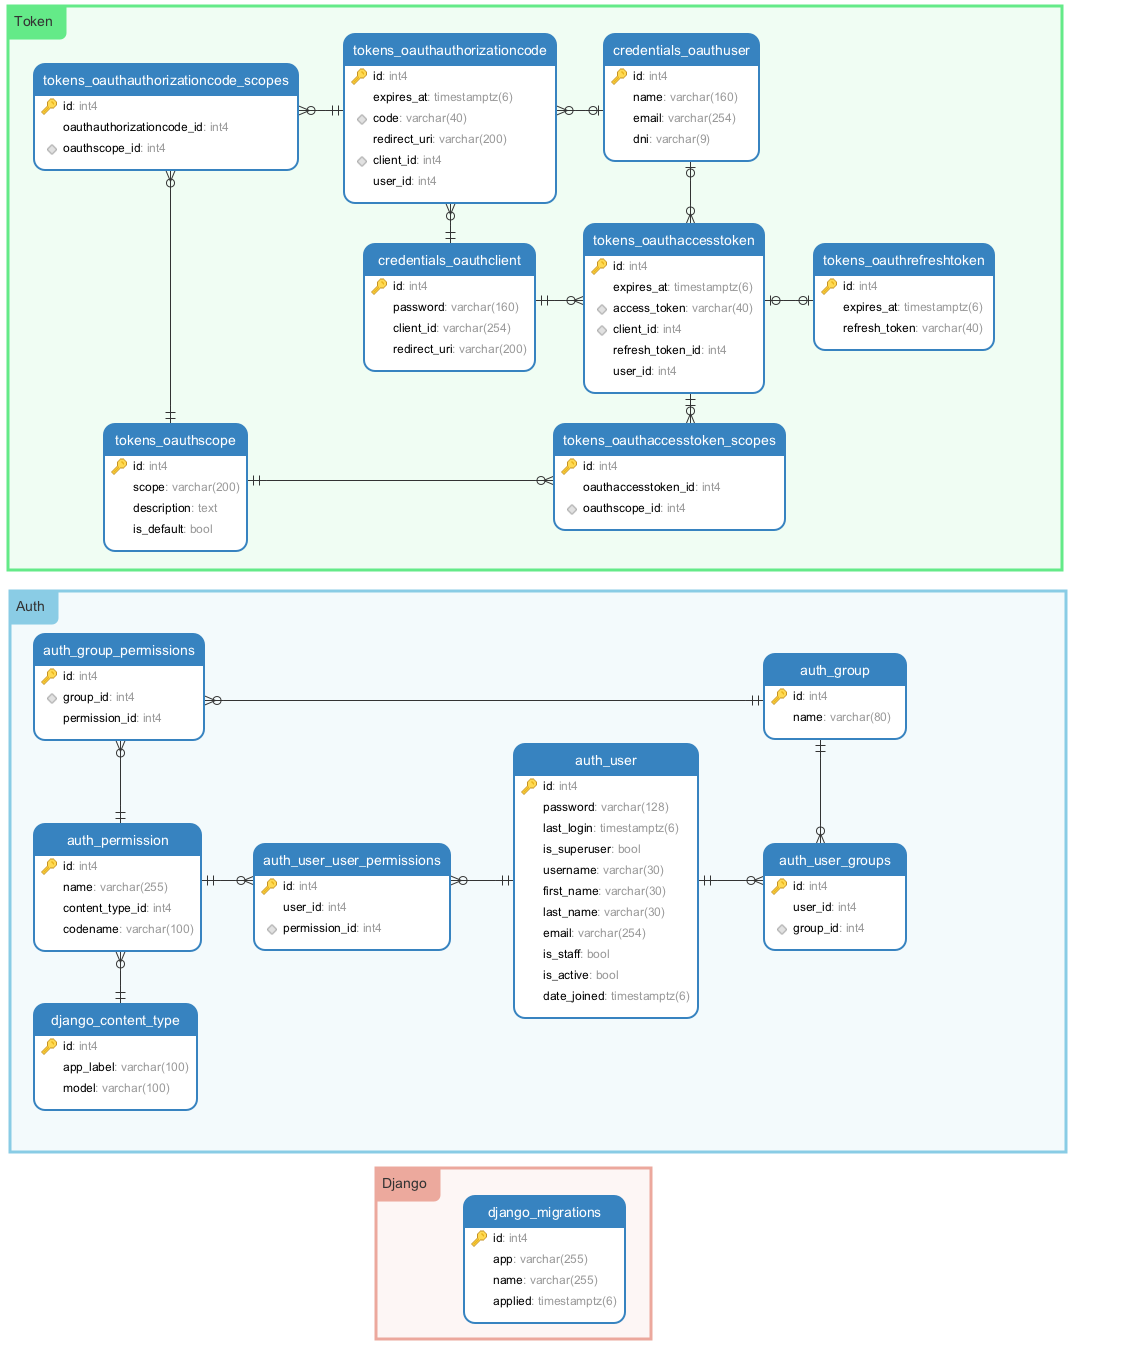 Token
tokens_oauthauthorizationcode_scopes
id: int4
oauthauthorizationcode_id: int4
oauthscope_id: int4
tokens_oauthauthorizationcode
id: int4
expires_at: timestamptz(6)
code: varchar(40)
redirect_uri: varchar(200)
client_id: int4
user_id: int4
credentials_oauthuser
id: int4
name: varchar(160)
email: varchar(254)
dni: varchar(9)
credentials_oauthclient
id: int4
password: varchar(160)
client_id: varchar(254)
redirect_uri: varchar(200)
tokens_oauthaccesstoken
id: int4
expires_at: timestamptz(6)
access_token: varchar(40)
client_id: int4
refresh_token_id: int4
user_id: int4
tokens_oauthrefreshtoken
id: int4
expires_at: timestamptz(6)
refresh_token: varchar(40)
tokens_oauthscope
id: int4
scope: varchar(200)
description: text
is_default: bool
tokens_oauthaccesstoken_scopes
id: int4
oauthaccesstoken_id: int4
oauthscope_id: int4
Auth
auth_group_permissions
id: int4
group_id: int4
permission_id: int4
auth_group
id: int4
name: varchar(80)
auth_permission
id: int4
name: varchar(255)
content_type_id: int4
codename: varchar(100)
auth_user_user_permissions
id: int4
user_id: int4
permission_id: int4
auth_user
id: int4
password: varchar(128)
last_login: timestamptz(6)
is_superuser: bool
username: varchar(30)
first_name: varchar(30)
last_name: varchar(30)
email: varchar(254)
is_staff: bool
is_active: bool
date_joined: timestamptz(6)
auth_user_groups
id: int4
user_id: int4
group_id: int4
django_content_type
id: int4
app_label: varchar(100)
model: varchar(100)
Django
django_migrations
id: int4
app: varchar(255)
name: varchar(255)
applied: timestamptz(6)